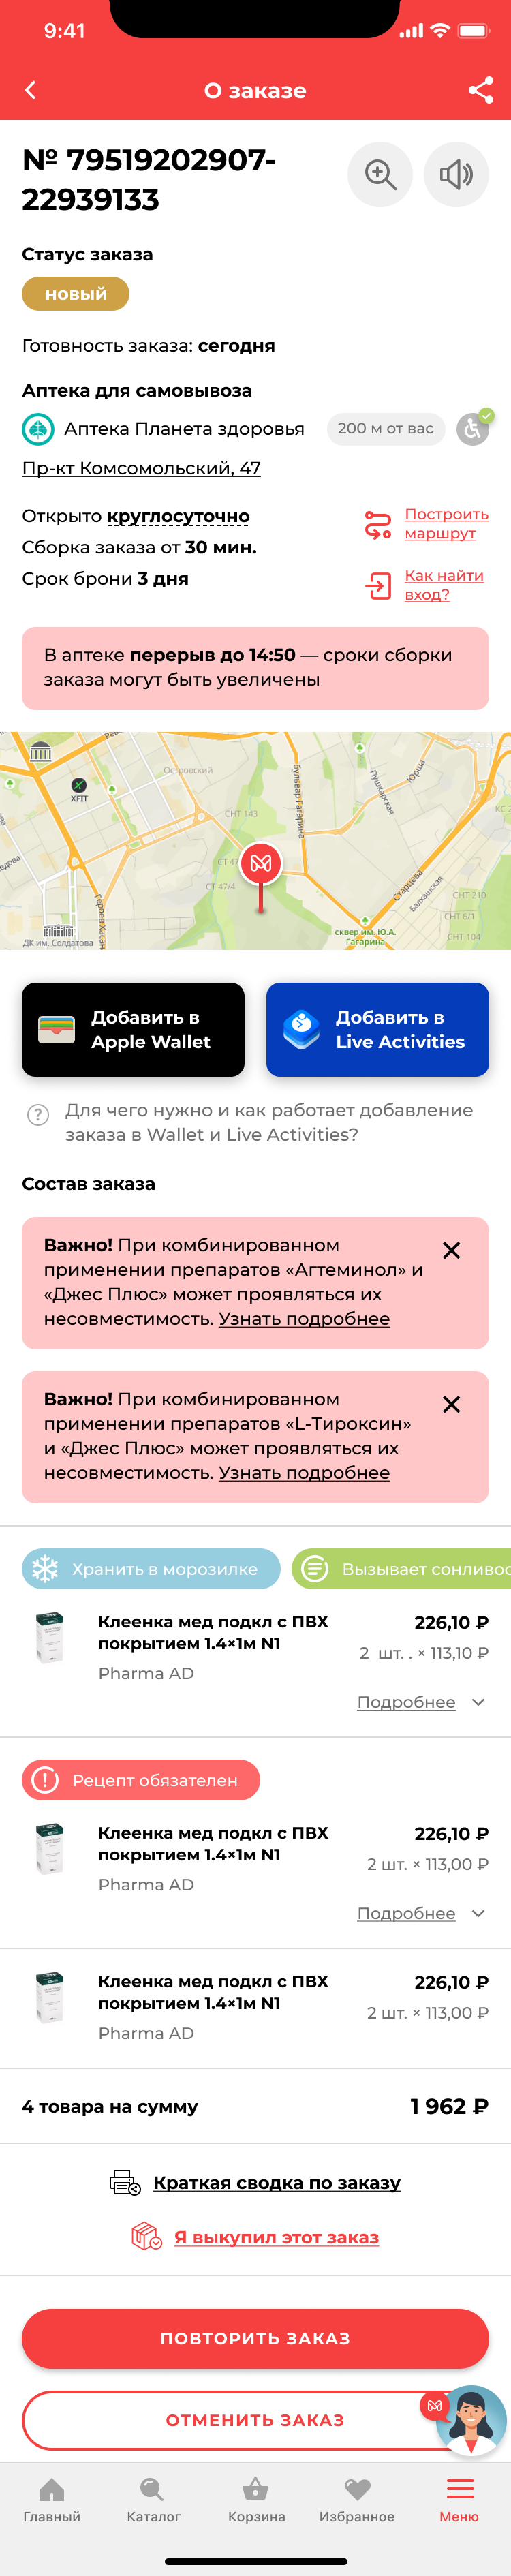 9:41
О заказе
№ 79519202907-
22939133
Статус заказа
новый
Готовность заказа: сегодня
Аптека для самовывоза
Аптека Планета здоровья
200 м от вас
Пр-кт Комсомольский, 47
Открыто круглосуточно
Сборка заказа от 30 мин.
Срок брони 3 дня
Построить
маршрут
Как найти
вход?
В аптеке перерыв до 14:50 — сроки сборки
заказа могут быть увеличены
Островский
XFIT
бульвар Гагарина
Пушкарская
Юрша
СНТ 143
СТ 47
СТ 47/4
Старцева
Балхашская
СНТ 210
СНТ 6/1
СНТ 104
героев Хасан
ДК им. Солдатова
сквер им. Ю.А.
Гагарина
Добавить в
Apple Wallet
Добавить в
Live Activities
Для чего нужно и как работает добавление
заказа в Wallet и Live Activities?
Состав заказа
Важно! При комбинированном
применении препаратов «Агтеминол» и
«Джес Плюс» может проявляться их
несовместимость. Узнать подробнее
Важно! При комбинированном
применении препаратов «L-Тироксин»
и «Джес Плюс» может проявляться их
несовместимость. Узнать подробнее
Хранить в морозилке
Вызывает сонливос
Клеенка мед подкл с ПВХ
покрытием 1.4×1м N1
Pharma AD
226,10 ₽
2 шт. . × 113,10 ₽
Подробнее
Рецепт обязателен
Клеенка мед подкл с ПВХ
покрытием 1.4×1м N1
Pharma AD
226,10 ₽
2 шт. × 113,00 ₽
Подробнее
Клеенка мед подкл с ПВХ
покрытием 1.4×1м N1
Pharma AD
226,10 ₽
2 шт. × 113,00 ₽
4 товара на сумму
1 962 ₽
Краткая сводка по заказу
Я выкупил этот заказ
ПОВТОРИТЬ ЗАКАЗ
ОТМЕНИТЬ ЗАКАЗ
Главный
Каталог
Корзина
Избранное
Меню